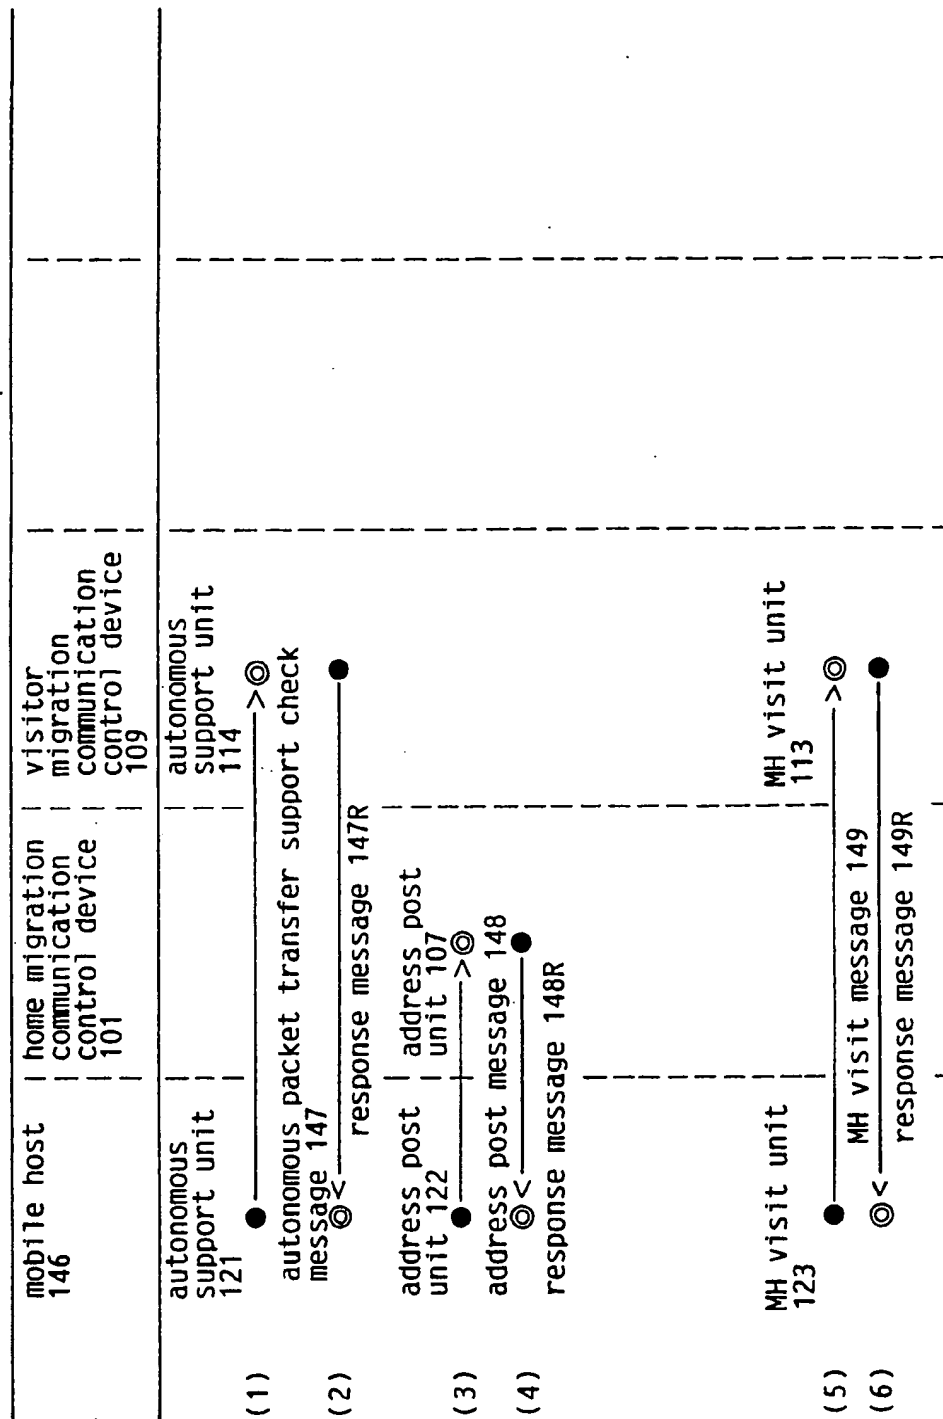 mobile host
146
home migration
communication
control device
101
visitor
migration
communication
control device
109
autonomous
support unit
121
autonomous
support unit
114
(1)
autonomous packet transfer support check
message 147
(2)
response message 147R
address post
unit 122
address post
unit 107
(3)
address post message 148
(4)
response message 148R
MH visit unit
123
MH visit unit
113
(5)
MH visit message 149
(6)
response message 149R